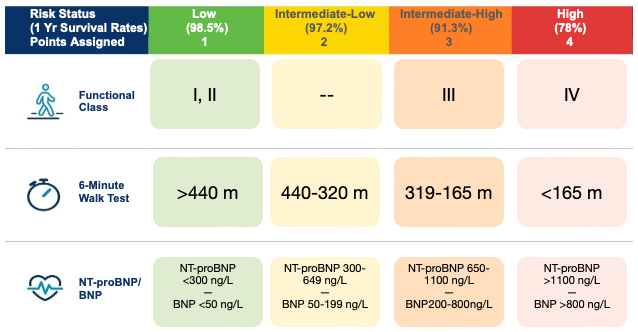 Risk Status Low Intermediate-Low Intermediate-High High
(1 Yr Survival Rates) (98.5%) (97.2%) (91.3%) (78%)
Points Assigned 1 2 3 4
Functional
Class
I, II -- III IV
6-Minute
Walk Test
>440 m 440-320 m 319-165 m <165 m
NT-proBNP/
BNP
NT-proBNP
<300 ng/L
—
BNP <50 ng/L
NT-proBNP 300-
649 ng/L
—
BNP 50-199 ng/L
NT-proBNP 650-
1100 ng/L
—
BNP200-800ng/L
NT-proBNP
>1100 ng/L
—
BNP >800 ng/L